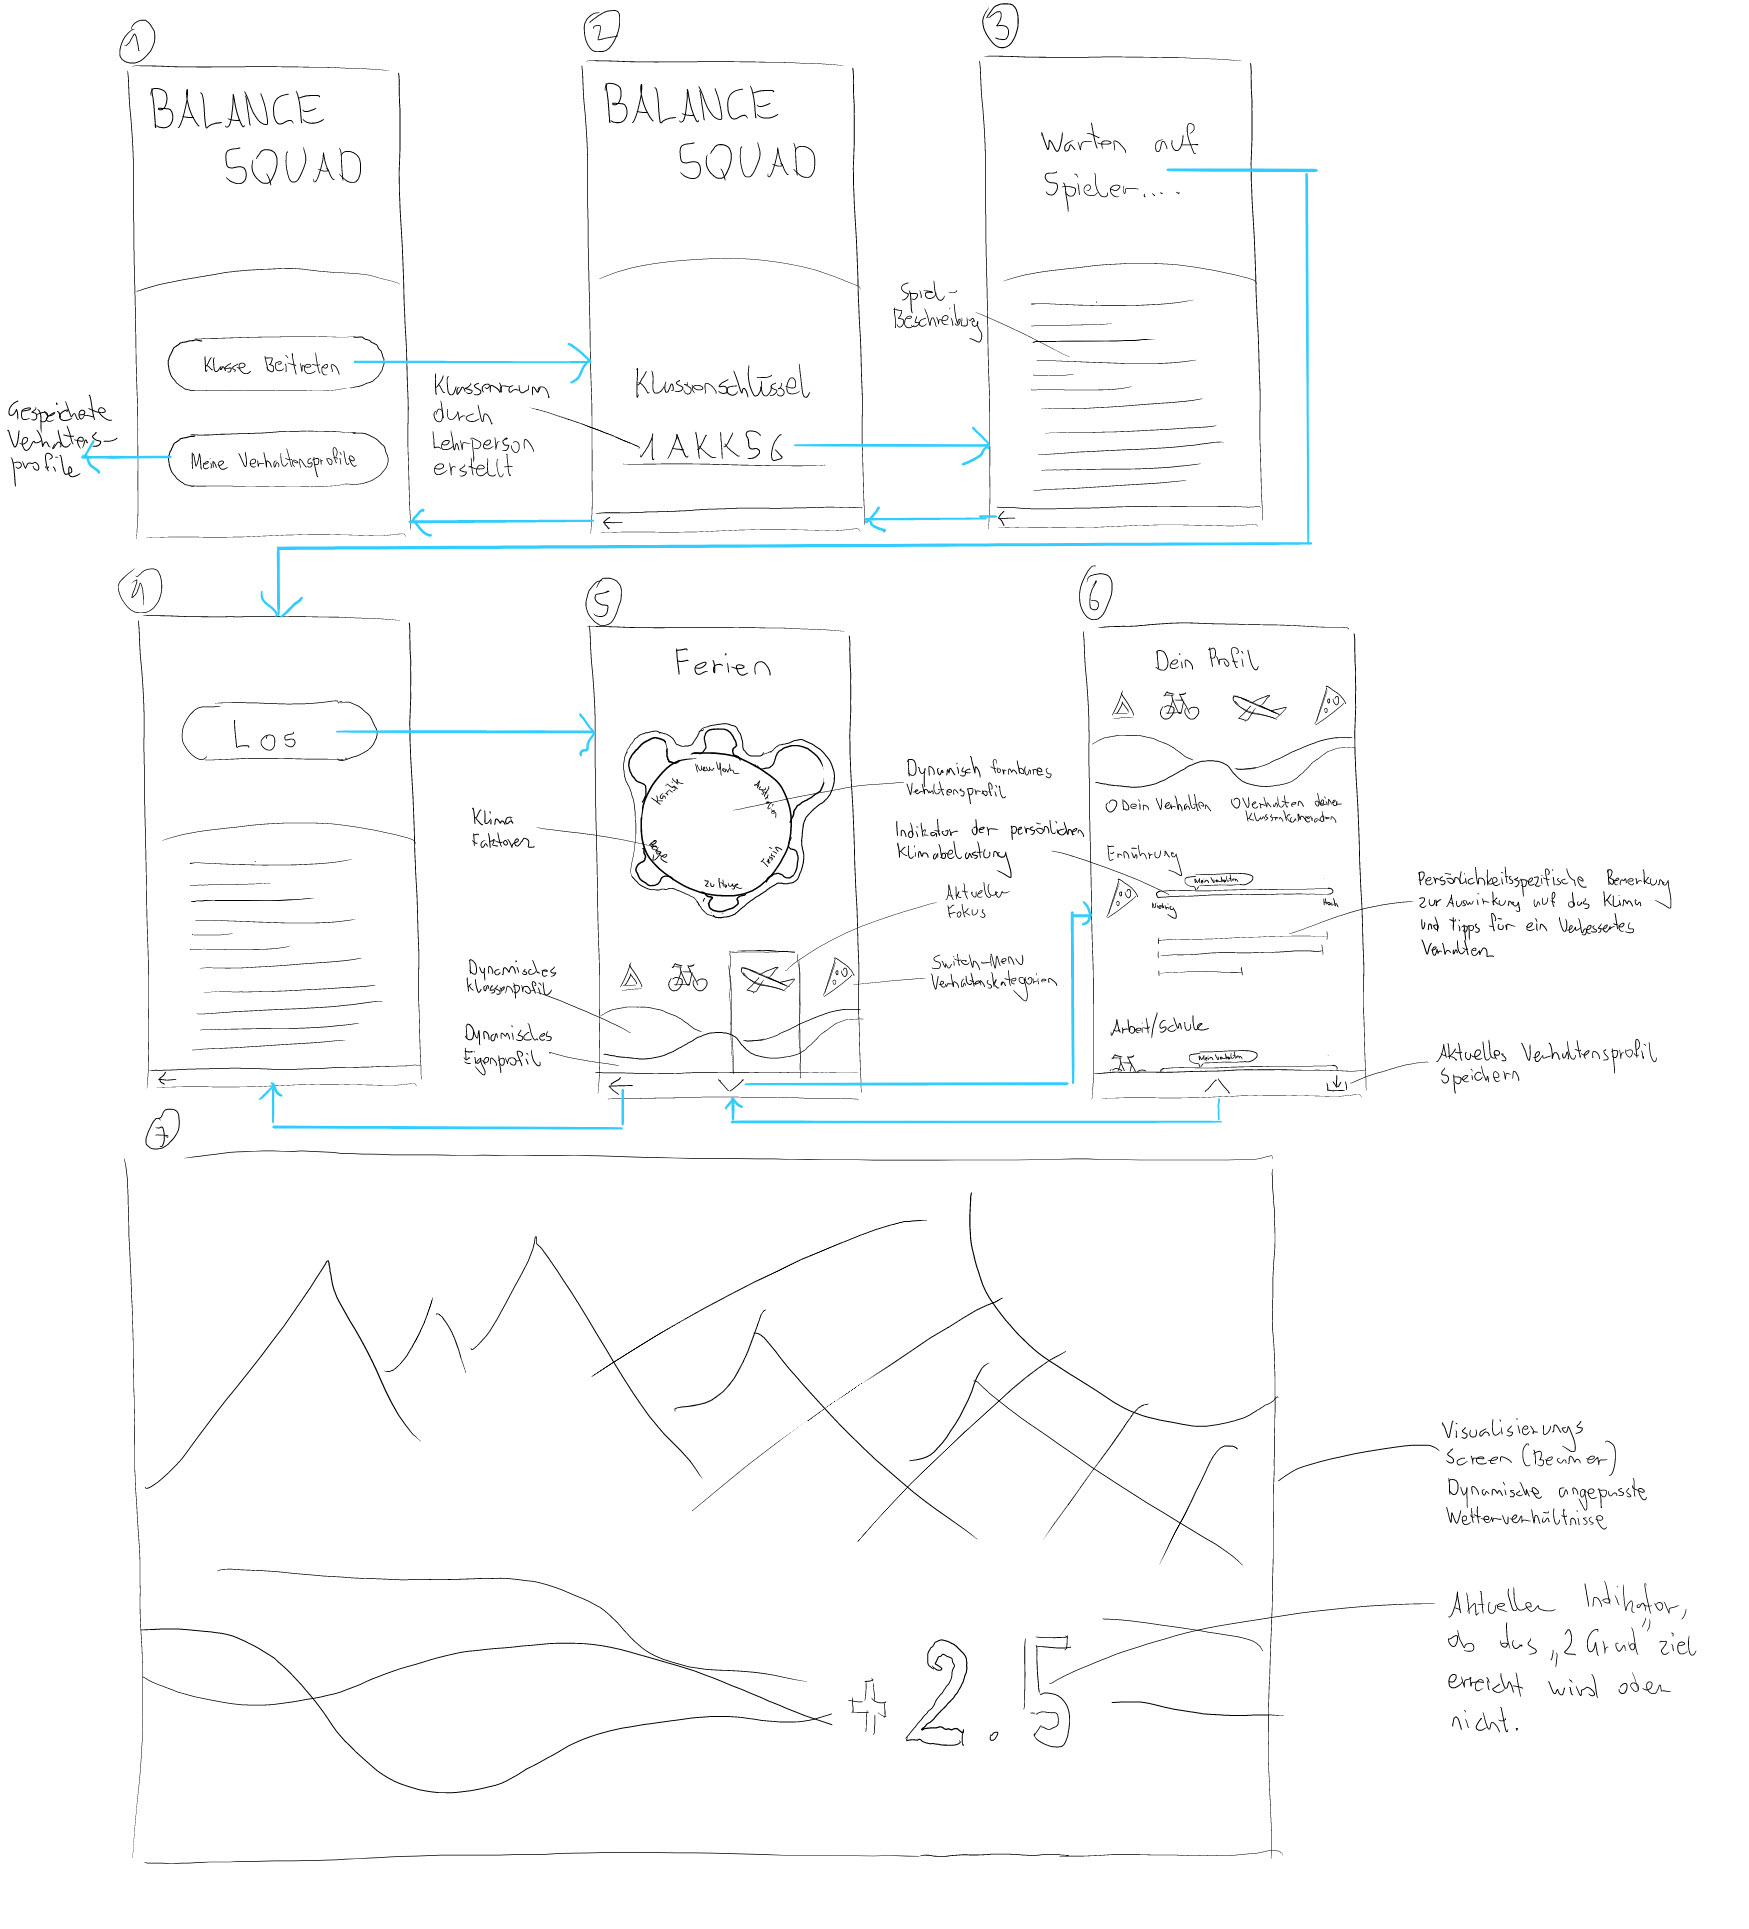 1
BALANCE
SQUAD
Klasse Beitreten
Meine Verhaltensprofile
Gespeicherte
Verhaltens-
profile
2
BALANCE
SQUAD
Klassenschlüssel
1AKK56
Klassenraum
durch
Lehrperson
erstellt
3
Warten auf
Spieler....
Spiel-
Beschreibung
4
Los
5
Ferien
New York
Karibik
Tessin
zu Hause
Klima
Faktoren
Dynamisches
Klassenprofil
Dynamisches
Eigenprofil
Dynamisch formbares
Verhaltensprofil
Indikator der persönlichen
Klimabelastung
Aktueller
Fokus
Switch-Menu
Verhaltenskategorien
6
Dein Profil
Dein Verhalten
Verhalten deiner
Klassenkameraden
Ernährung
Mein Verhalten
Niedrig
Hoch
Arbeit/Schule
Mein Verhalten
Persönlichkeitsspezifische Bemerkung
zur Auswirkung auf das Klima
und Tipps für ein Verbessertes
Verhalten
Aktuelles Verhaltensprofil
Speichern
7
+2.5
Visualisierungs
Screen (Beamer)
Dynamische angepasste
Wetterverhältnisse
Aktueller Indikator,
ob das „2 Grad" ziel
erreicht wird oder
nicht.